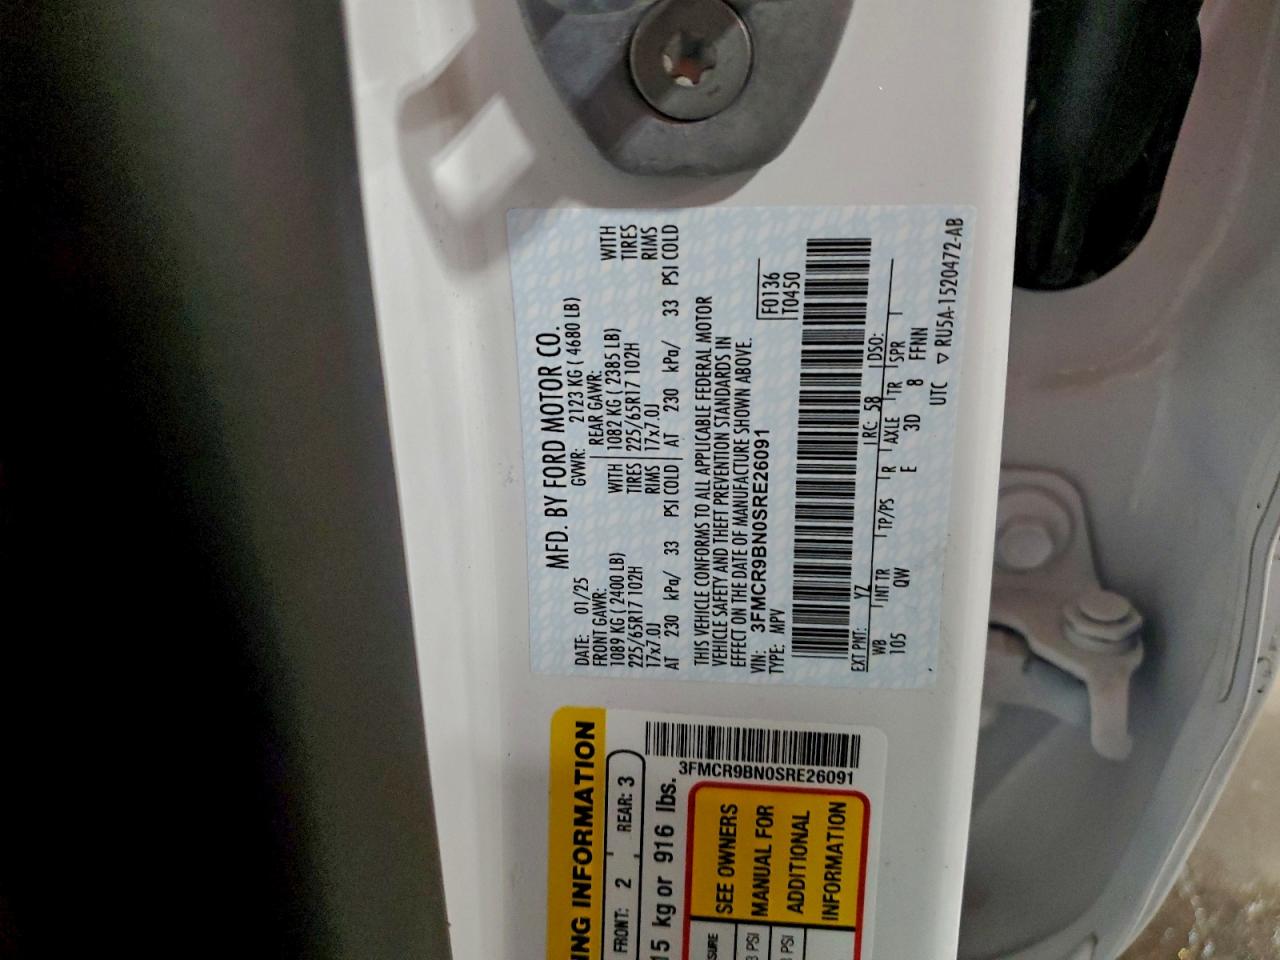 MFD. BY FORD MOTOR CO.
DATE: 01/25 GVWR: 2123 KG ( 4680 LB)
FRONT GAWR: REAR GAWR:
1089 KG ( 2400 LB) WITH 1082 KG ( 2385 LB) WITH
225/65R17 102H TIRES 225/65R17 102H TIRES
17x7.0J RIMS 17x7.0J RIMS
AT 230 kPa/ 33 PSI COLD AT 230 kPa/ 33 PSI COLD
THIS VEHICLE CONFORMS TO ALL APPLICABLE FEDERAL MOTOR
VEHICLE SAFETY AND THEFT PREVENTION STANDARDS IN
EFFECT ON THE DATE OF MANUFACTURE SHOWN ABOVE.
VIN: 3FMCR9BN0SRE26091 F0136
TYPE: MPV T0450
EXT PNT: YZ RC: 58 DSO:
WB INT TR TP/PS R AXLE TR SPR
105 QW E 3D 8 FFNN
UTC ▽ RU5A-1520472-AB
ING INFORMATION
FRONT: 2 REAR: 3
15 kg or 916 lbs.
3FMCR9BN0SRE26091
SEE OWNERS
MANUAL FOR
ADDITIONAL
INFORMATION
PSI
PSI